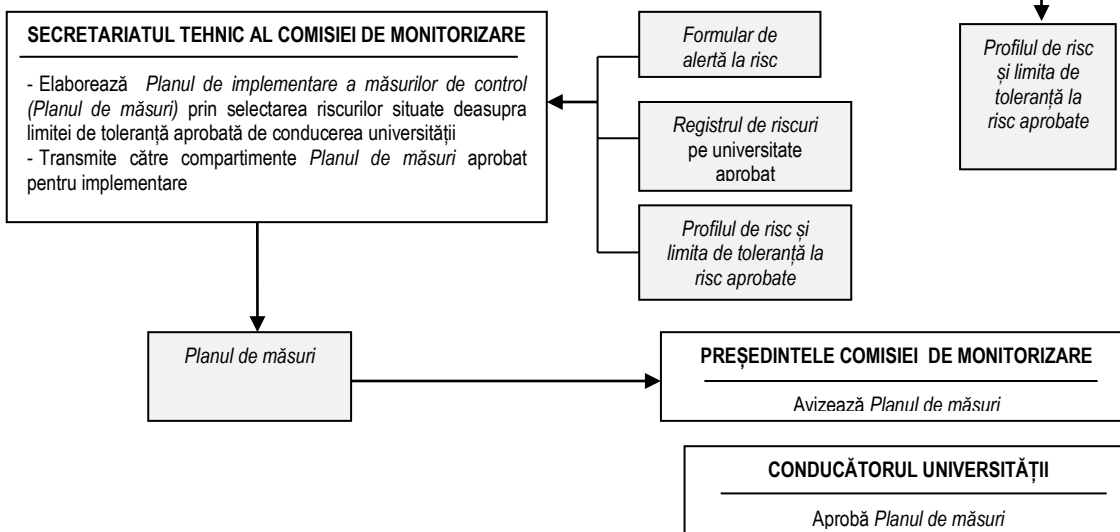 SECRETARIATUL TEHNIC AL COMISIEI DE MONITORIZARE
- Elaborează Planul de implementare a măsurilor de control
(Planul de măsuri) prin selectarea riscurilor situate deasupra
limitei de toleranță aprobată de conducerea universității
- Transmite către compartimente Planul de măsuri aprobat
pentru implementare
Formular de
alertă la risc
Registrul de riscuri
pe universitate
aprobat
Profilul de risc și
limita de toleranță la
risc aprobate
Profilul de risc
și limita de
toleranță la
risc aprobate
Planul de măsuri
PREȘEDINTELE COMISIEI DE MONITORIZARE
Avizează Planul de măsuri
CONDUCĂTORUL UNIVERSITĂȚII
Aprobă Planul de măsuri